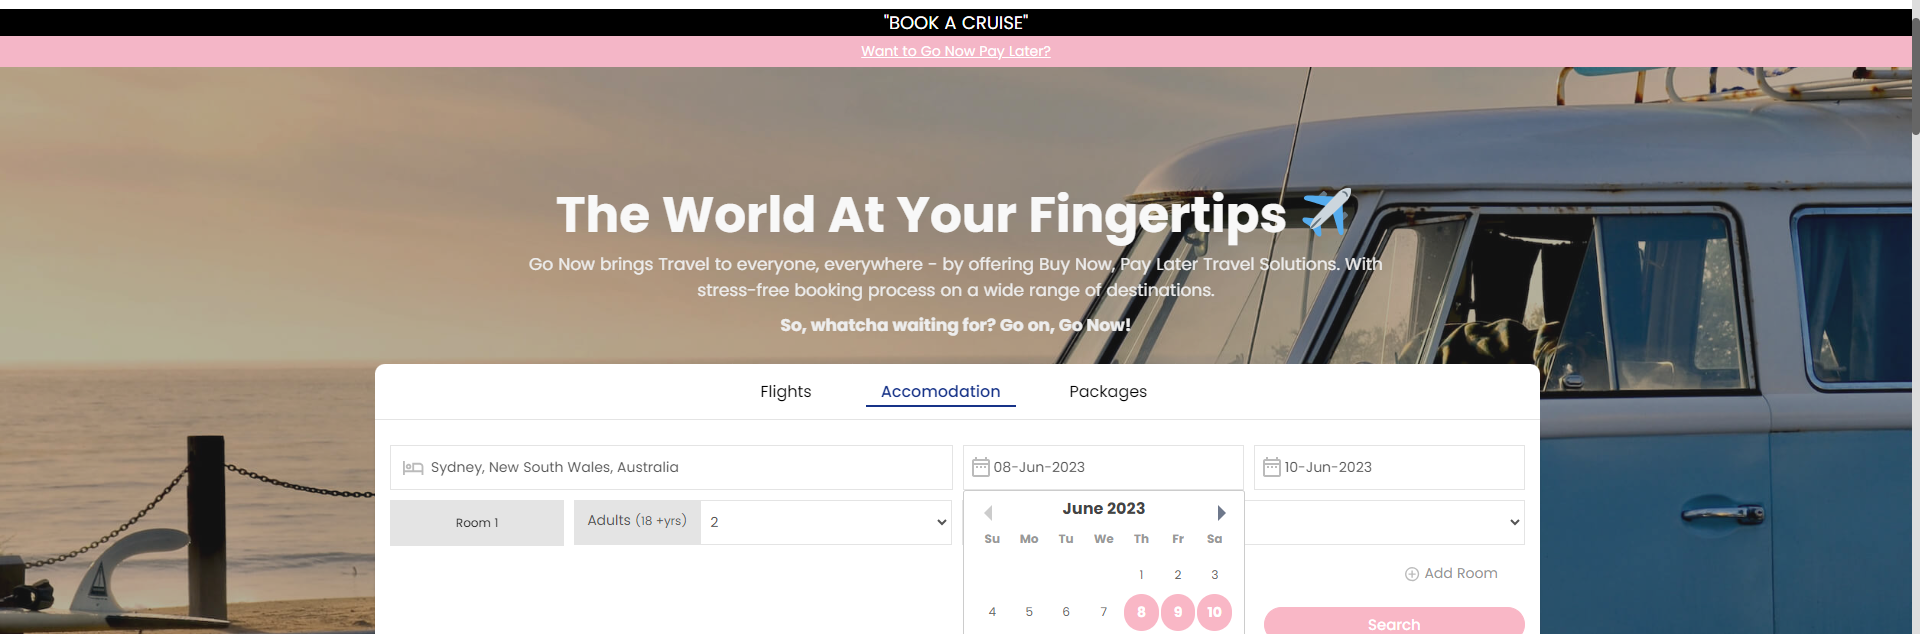 "BOOK A CRUISE"
Want to Go Now Pay Later?
The World At Your Fingertips
Go Now brings Travel to everyone, everywhere - by offering Buy Now, Pay Later Travel Solutions. With
stress-free booking process on a wide range of destinations.
So, whatcha waiting for? Go on, Go Now!
Flights Accomodation Packages
Sydney, New South Wales, Australia 08-Jun-2023 10-Jun-2023
Room 1 Adults (18 +yrs) 2
June 2023
Su Mo Tu We Th Fr Sa
1 2 3
Add Room
4 5 6 7 8 9 10
Search